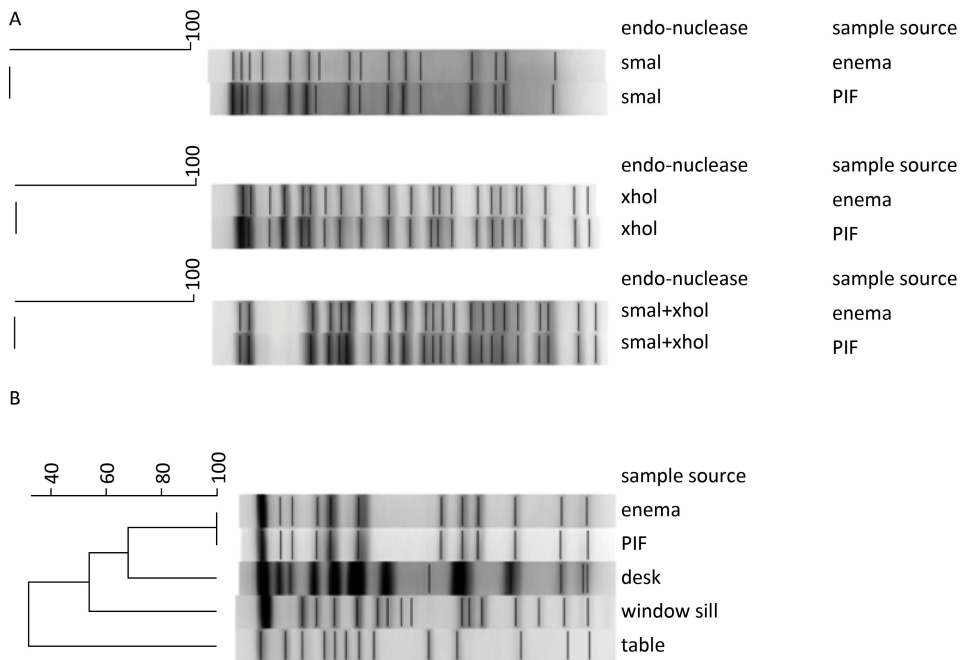 A
100
endo-nuclease sample source
smal enema
smal PIF
100
endo-nuclease sample source
xhol enema
xhol PIF
100
endo-nuclease sample source
smal+xhol enema
smal+xhol PIF
B
40 60 80 100
sample source
enema
PIF
desk
window sill
table